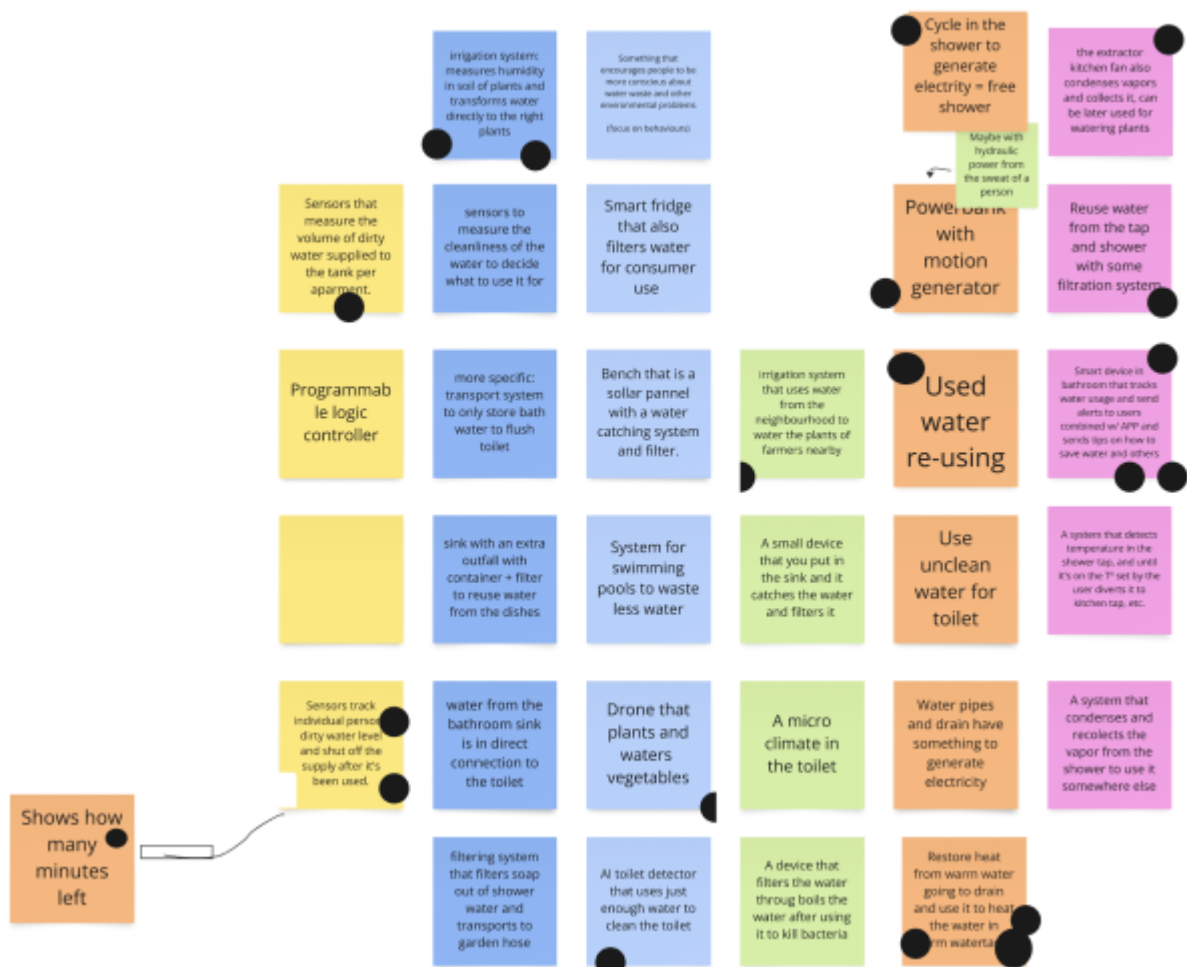 irrigation system:
measures humidity
in soil of plants and
transforms water
directly to the right
plants
Something that
encourages people to be
more conscious about
water waste and other
environmental problems.
(focus on behaviours)
Cycle in the
shower to
generate
electrity = free
shower
the extractor
kitchen fan also
condenses vapors
and collects it, can
be later used for
watering plants
Maybe with
hydraulic
power from
the sweat of a
person
Sensors that
measure the
volume of dirty
water supplied to
the tank per
aparment.
sensors to
measure the
cleanliness of the
water to decide
what to use it for
Smart fridge
that also
filters water
for consumer
use
Powerbank
with
motion
generator
Reuse water
from the tap
and shower
with some
filtration system
Programmab
le logic
controller
more specific:
transport system
to only store bath
water to flush
toilet
Bench that is a
sollar pannel
with a water
catching system
and filter.
irrigation system
that uses water
from the
neighbourhood to
water the plants of
farmers nearby
Used
water
re-using
Smart device in
bathroom that tracks
water usage and send
alerts to users
combined w/ APP and
sends tips on how to
save water and others
sink with an extra
outfall with
container + filter
to reuse water
from the dishes
System for
swimming
pools to waste
less water
A small device
that you put in
the sink and it
catches the water
and filters it
Use
unclean
water for
toilet
A system that detects
temperature in the
shower tap, and until
it's on the Tª set by the
user diverts it to
kitchen tap, etc.
Sensors track
individual person
dirty water level
and shut off the
supply after it's
been used.
water from the
bathroom sink
is in direct
connection to
the toilet
Drone that
plants and
waters
vegetables
A micro
climate in
the toilet
Water pipes
and drain have
something to
generate
electricity
A system that
condenses and
recolects the
vapor from the
shower to use it
somewhere else
Shows how
many
minutes
left
filtering system
that filters soap
out of shower
water and
transports to
garden hose
AI toilet detector
that uses just
enough water to
clean the toilet
A device that
filters the water
throug boils the
water after using
it to kill bacteria
Restore heat
from warm water
going to drain
and use it to heat
the water in